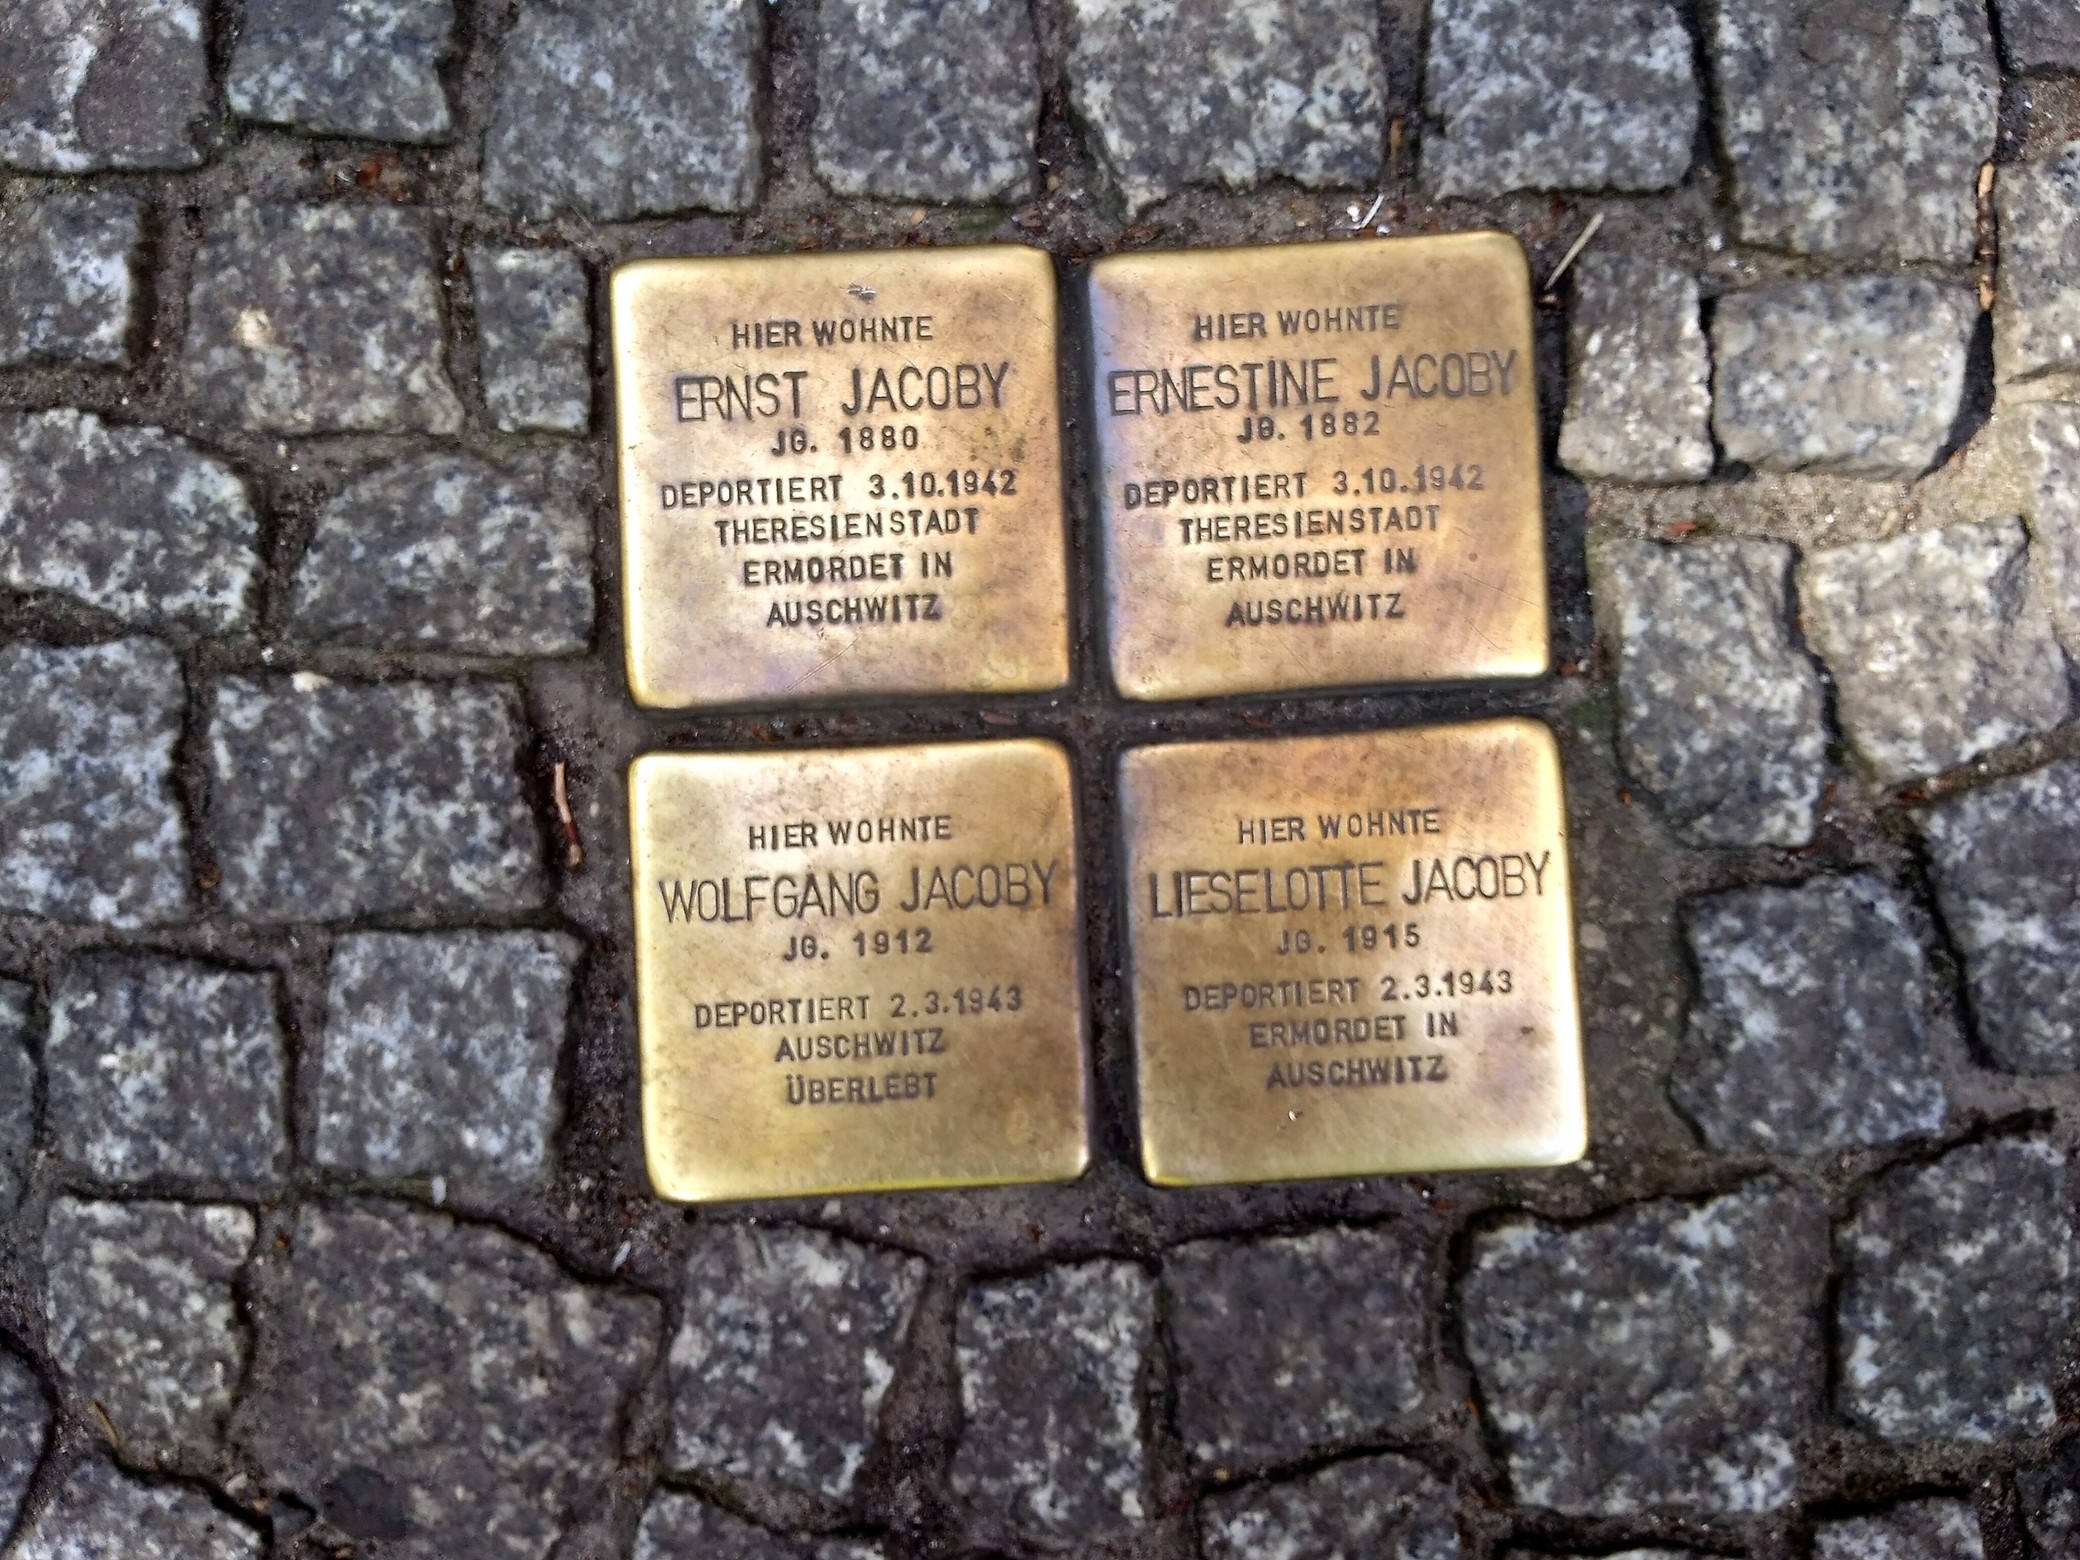 HIER WOHNTE
ERNST JACOBY
JG. 1880
DEPORTIERT 3.10.1942
THERESIENSTADT
ERMORDET IN
AUSCHWITZ
HIER WOHNTE
ERNESTINE JACOBY
JG. 1882
DEPORTIERT 3.10.1942
THERESIENSTADT
ERMORDET IN
AUSCHWITZ
HIER WOHNTE
WOLFGANG JACOBY
JG. 1912
DEPORTIERT 2.3.1943
AUSCHWITZ
ÜBERLEBT
HIER WOHNTE
LIESELOTTE JACOBY
JG. 1915
DEPORTIERT 2.3.1943
ERMORDET IN
AUSCHWITZ